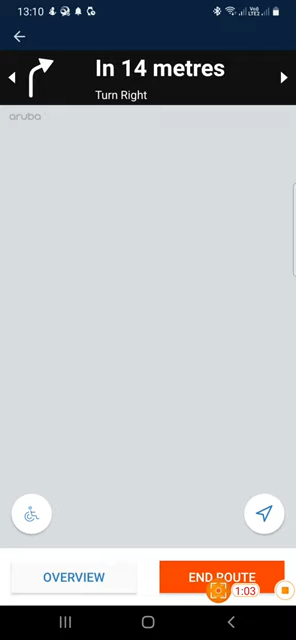 13:10
In 14 metres
Turn Right
aruba
OVERVIEW
END ROUTE
1:03